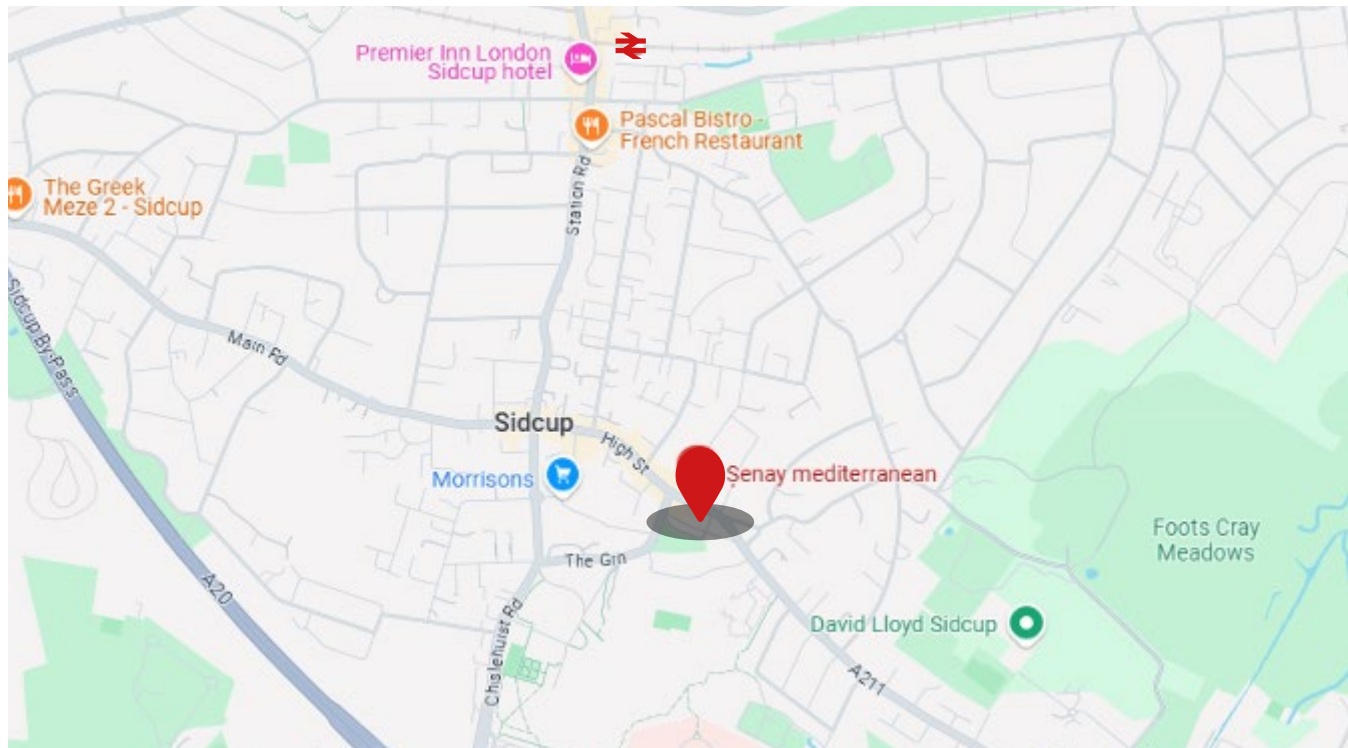 Premier Inn London
Sidcup hotel
Pascal Bistro -
French Restaurant
The Greek
Meze 2 - Sidcup
Station Rd
Sidcup By-Pass
Main Rd
Sidcup
High St
Morrisons
Şenay mediterranean
The Grn
Foots Cray
Meadows
A20
Chislehurst Rd
David Lloyd Sidcup
A211